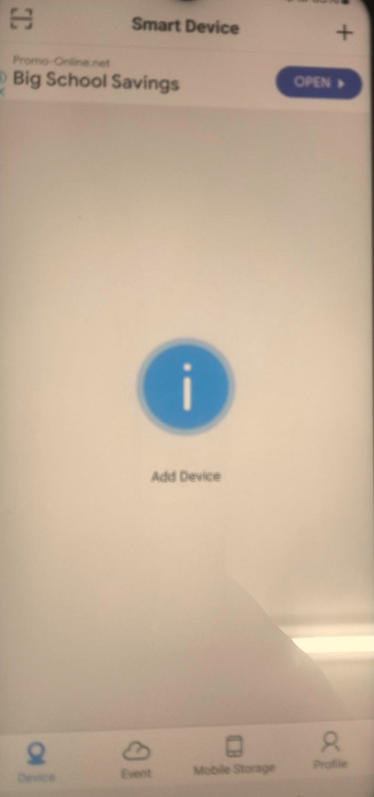 Smart Device
Promo-Online.net
Big School Savings
OPEN
Add Device
Device
Event
Mobile Storage
Profile